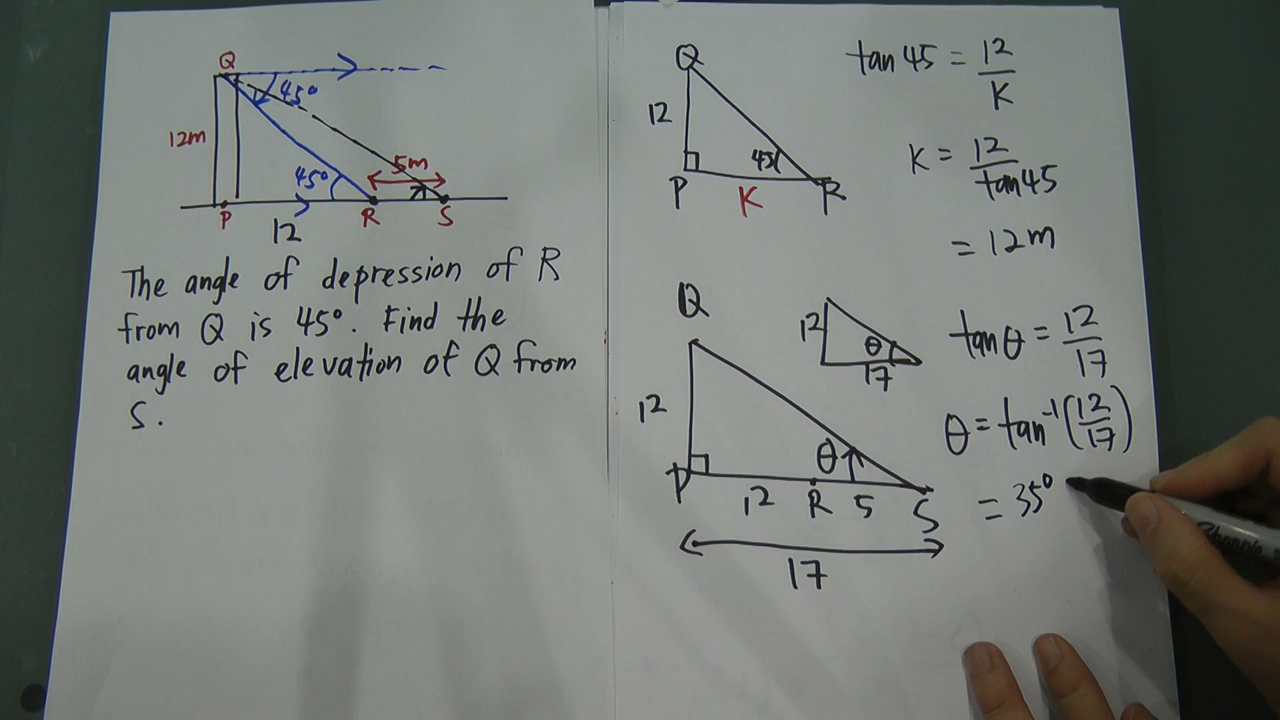 Q
45°
12m
5m
45°
P
R
S
12
The angle of depression of R
from Q is 45°. Find the
angle of elevation of Q from
S.
Q
12
45
P
K
R
tan 45 = 12/K
K = 12/tan45
= 12m
Q
12
θ
P
12
R
5
S
17
12
θ
17
tanθ = 12/17
θ = tan⁻¹(12/17)
= 35°
Sharpie